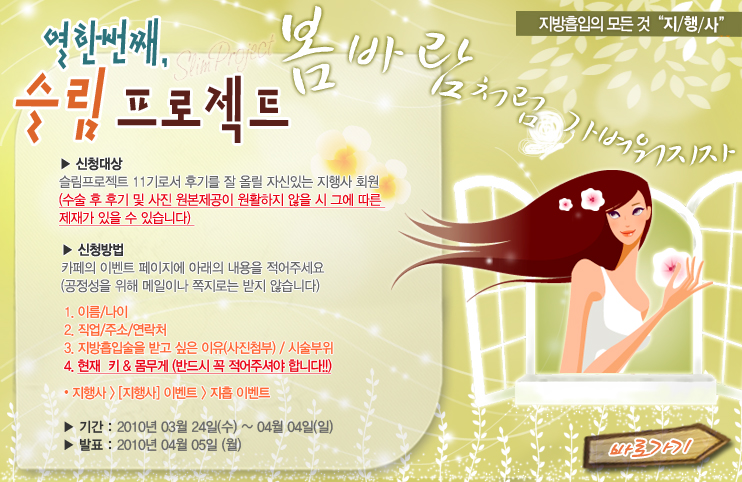 지방흡입의 모든 것 "지/행/사"
열한번째,
SlimProject
슬림 프로젝트
봄바람처럼 가벼워지자
▶ 신청대상
슬림프로젝트 11기로서 후기를 잘 올릴 자신있는 지행사 회원
(수술 후 후기 및 사진 원본제공이 원활하지 않을 시 그에 따른
제재가 있을 수 있습니다)
▶ 신청방법
카페의 이벤트 페이지에 아래의 내용을 적어주세요
(공정성을 위해 메일이나 쪽지로는 받지 않습니다)
1. 이름/나이
2. 직업/주소/연락처
3. 지방흡입술을 받고 싶은 이유(사진첨부) / 시술부위
4. 현재 키 & 몸무게 (반드시 꼭 적어주셔야 합니다!!)
• 지행사 > [지행사] 이벤트 > 지흡 이벤트
▶ 기간 : 2010년 03월 24일(수) ~ 04월 04일(일)
▶ 발표 : 2010년 04월 05일 (월)
바로가기